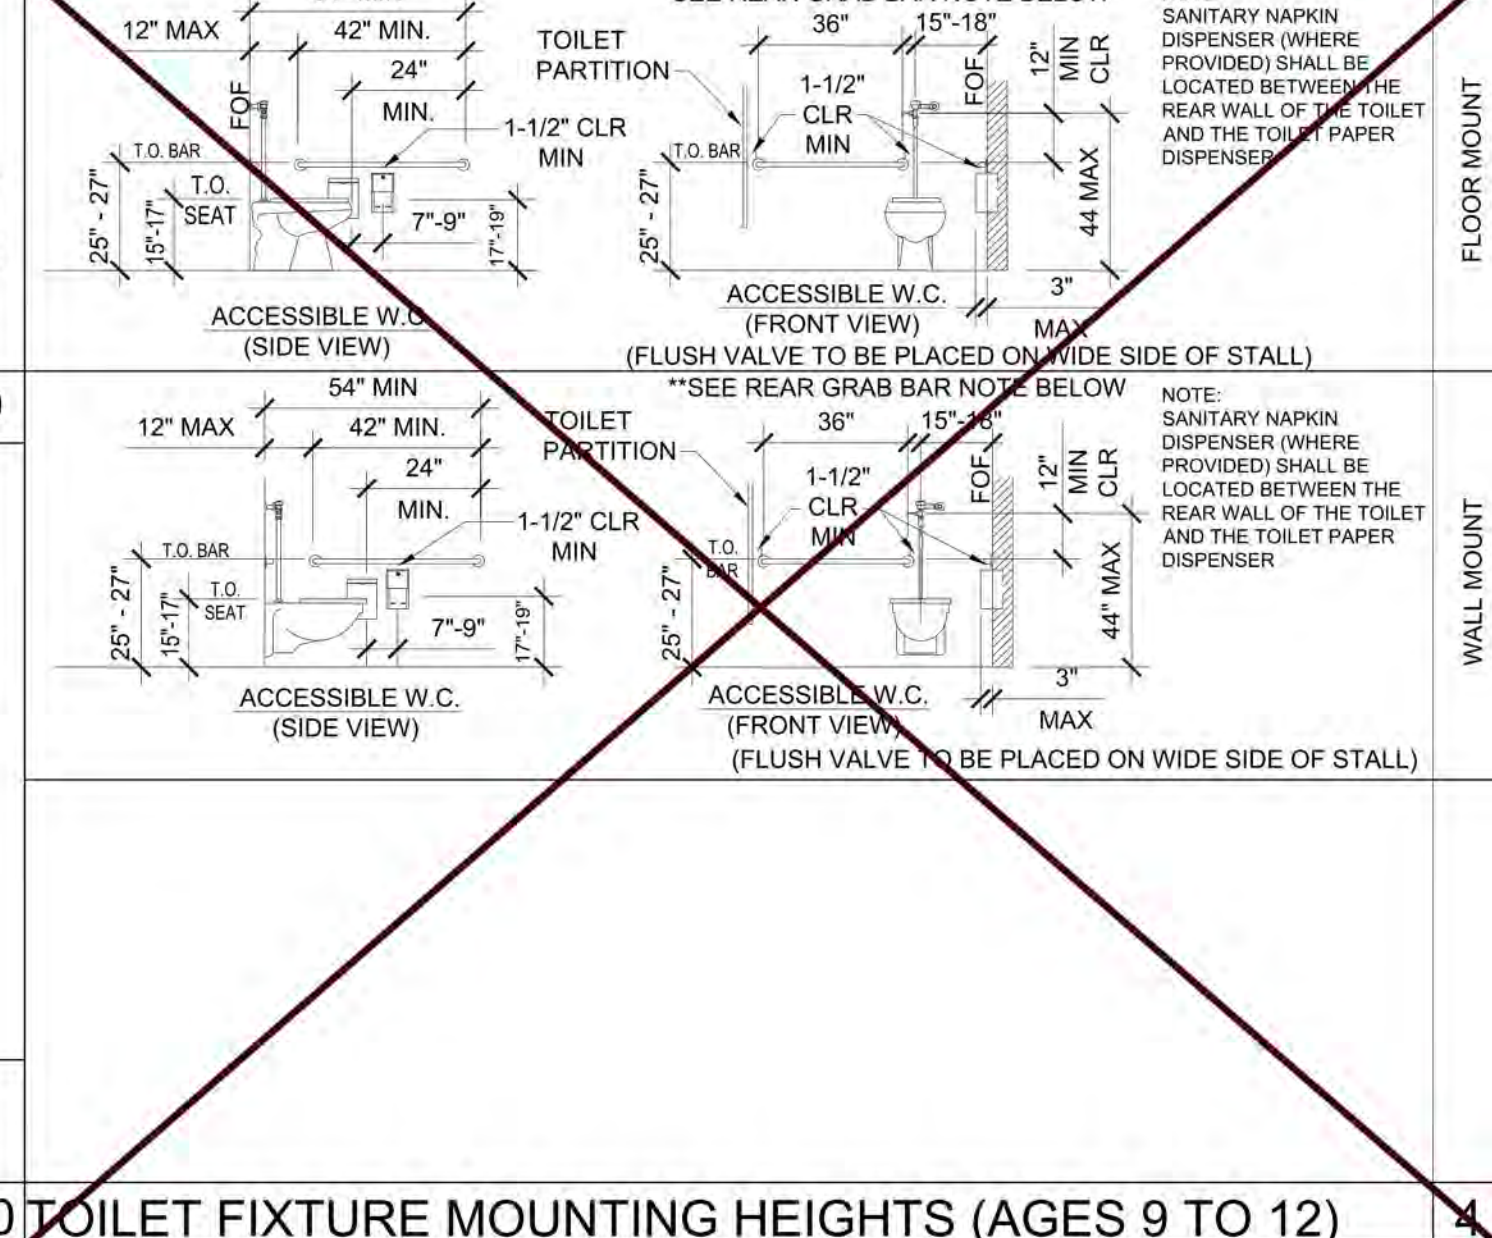 12" MAX
42" MIN.
24"
MIN.
FOF
1-1/2" CLR
MIN
T.O. BAR
T.O.
SEAT
25" - 27"
15"-17"
7"-9"
17"-19"
ACCESSIBLE W.C
(SIDE VIEW)
TOILET
PARTITION
36"
15"-18"
1-1/2"
CLR
MIN
FOF
12"
MIN
CLR
T.O. BAR
25" - 27"
44 MAX
3"
MAX
ACCESSIBLE W.C.
(FRONT VIEW)
(FLUSH VALVE TO BE PLACED ON WIDE SIDE OF STALL)
SANITARY NAPKIN
DISPENSER (WHERE
PROVIDED) SHALL BE
LOCATED BETWEEN THE
REAR WALL OF THE TOILET
AND THE TOILET PAPER
DISPENSER
FLOOR MOUNT
54" MIN
12" MAX
42" MIN.
24"
MIN.
1-1/2" CLR
MIN
T.O. BAR
T.O.
SEAT
25" - 27"
15"-17"
7"-9"
17"-19"
ACCESSIBLE W.C.
(SIDE VIEW)
**SEE REAR GRAB BAR NOTE BELOW
TOILET
PARTITION
36"
15"-18"
1-1/2"
CLR
MIN
FOF
12"
MIN
CLR
T.O.
BAR
25" - 27"
44" MAX
3"
MAX
ACCESSIBLE W.C.
(FRONT VIEW)
(FLUSH VALVE TO BE PLACED ON WIDE SIDE OF STALL)
NOTE:
SANITARY NAPKIN
DISPENSER (WHERE
PROVIDED) SHALL BE
LOCATED BETWEEN THE
REAR WALL OF THE TOILET
AND THE TOILET PAPER
DISPENSER
WALL MOUNT
TOILET FIXTURE MOUNTING HEIGHTS (AGES 9 TO 12)
4